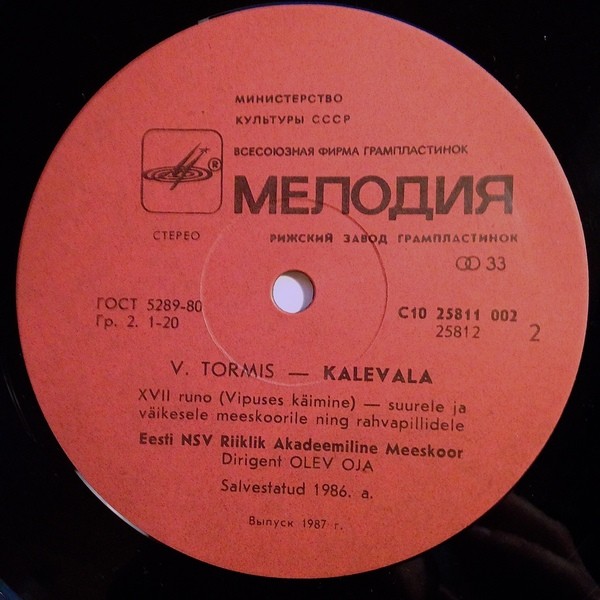 МИНИСТЕРСТВО
КУЛЬТУРЫ СССР
ВСЕСОЮЗНАЯ ФИРМА ГРАМПЛАСТИНОК
®
МЕЛОДИЯ
СТЕРЕО
РИЖСКИЙ ЗАВОД ГРАМПЛАСТИНОК
33
ГОСТ 5289-80
Гр. 2. 1-20
С10 25811 002
25812
2
V. TORMIS — KALEVALA
XVII runo (Vipuses käimine) — suurele ja
väikesele meeskoorile ning rahvapillidele
Eesti NSV Riiklik Akadeemiline Meeskoor
Dirigent OLEV OJA
Salvestatud 1986. a.
Выпуск 1987 г.